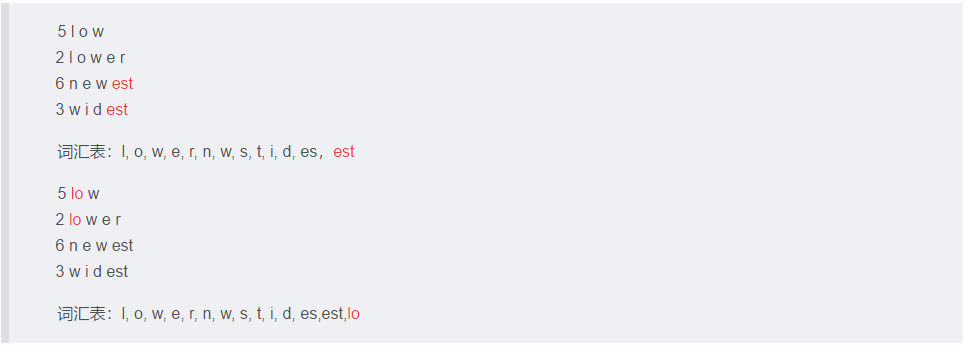 5 l o w
2 l o w e r
6 n e w est
3 w i d est
词汇表：l, o, w, e, r, n, w, s, t, i, d, es，est
5 lo w
2 lo w e r
6 n e w est
3 w i d est
词汇表：l, o, w, e, r, n, w, s, t, i, d, es,est,lo